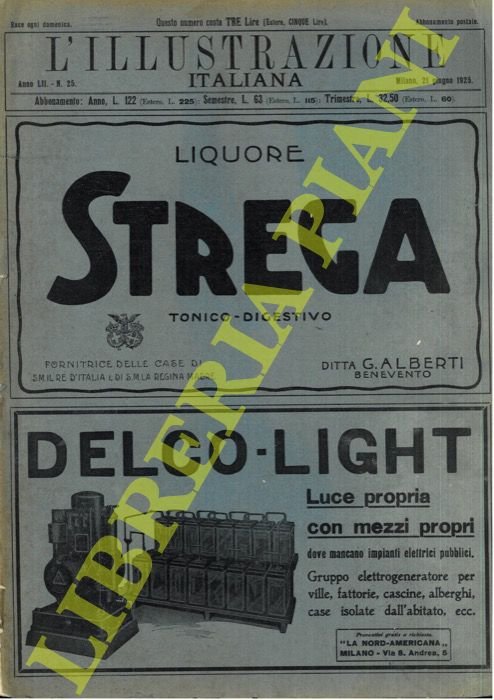 Esce ogni domenica.
Questo numero costa TRE Lire (Estero, CINQUE Lire).
Abbonamento postale.
L'ILLUSTRAZIONE
Anno LII. - N. 25.
ITALIANA
Milano, 21 giugno 1925.
Abbonamento: Anno, L. 122 (Estero, L. 225); Semestre, L. 63 (Estero, L. 115); Trimestre, L. 32,50 (Estero, L. 60).
LIQUORE
STREGA
TONICO-DIGESTIVO
FORNITRICE DELLE CASE DI
S.M. IL RE D'ITALIA E DI S.M. LA REGINA MADRE
DITTA G. ALBERTI
BENEVENTO
DELCO-LIGHT
Luce propria
con mezzi propri
dove mancano impianti elettrici pubblici.
Gruppo elettrogeneratore per
ville, fattorie, cascine, alberghi,
case isolate dall'abitato, ecc.
Preventivi gratis a richiesta.
"LA NORD-AMERICANA"
MILANO - Via S. Andrea, 5
LIBRERIA PIANI